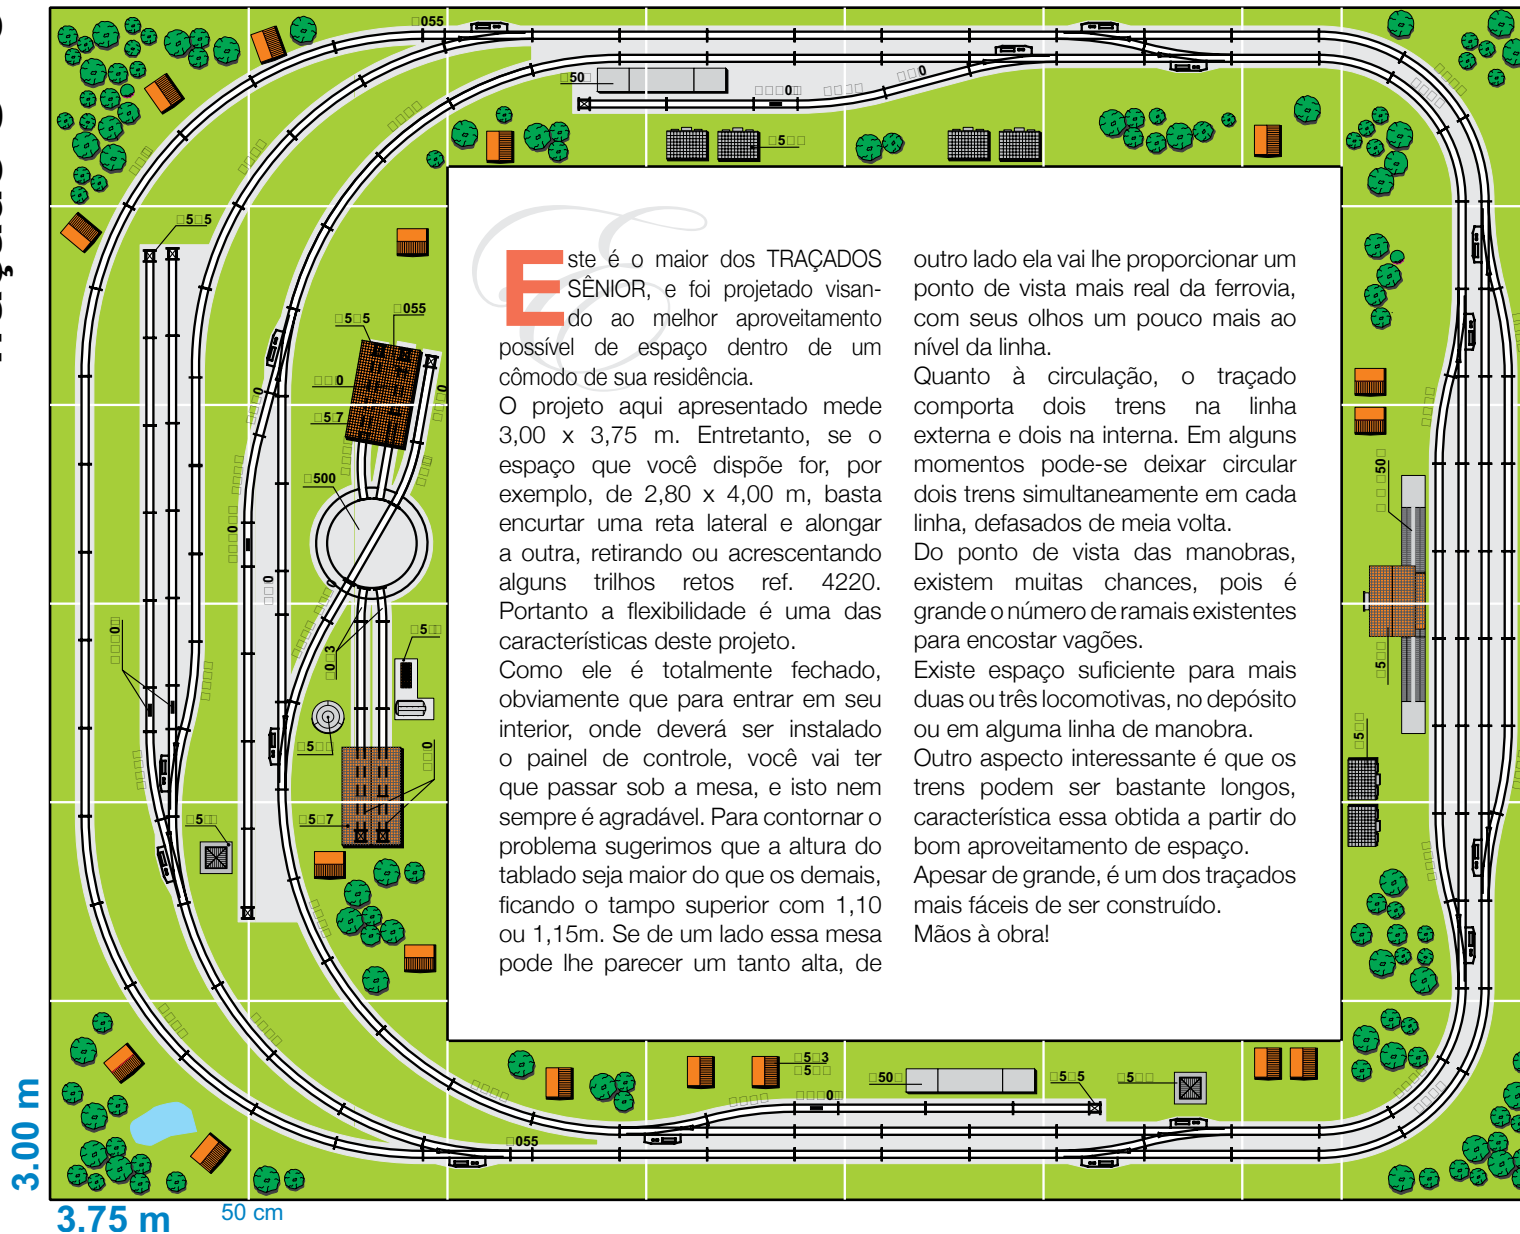 Este é o maior dos TRAÇADOS
SÊNIOR, e foi projetado visan-
do ao melhor aproveitamento
possível de espaço dentro de um
cômodo de sua residência.
O projeto aqui apresentado mede
3,00 x 3,75 m. Entretanto, se o
espaço que você dispõe for, por
exemplo, de 2,80 x 4,00 m, basta
encurtar uma reta lateral e alongar
a outra, retirando ou acrescentando
alguns trilhos retos ref. 4220.
Portanto a flexibilidade é uma das
características deste projeto.
Como ele é totalmente fechado,
obviamente que para entrar em seu
interior, onde deverá ser instalado
o painel de controle, você vai ter
que passar sob a mesa, e isto nem
sempre é agradável. Para contornar o
problema sugerimos que a altura do
tablado seja maior do que os demais,
ficando o tampo superior com 1,10
ou 1,15m. Se de um lado essa mesa
pode lhe parecer um tanto alta, de
outro lado ela vai lhe proporcionar um
ponto de vista mais real da ferrovia,
com seus olhos um pouco mais ao
nível da linha.
Quanto à circulação, o traçado
comporta dois trens na linha
externa e dois na interna. Em alguns
momentos pode-se deixar circular
dois trens simultaneamente em cada
linha, defasados de meia volta.
Do ponto de vista das manobras,
existem muitas chances, pois é
grande o número de ramais existentes
para encostar vagões.
Existe espaço suficiente para mais
duas ou três locomotivas, no depósito
ou em alguma linha de manobra.
Outro aspecto interessante é que os
trens podem ser bastante longos,
característica essa obtida a partir do
bom aproveitamento de espaço.
Apesar de grande, é um dos traçados
mais fáceis de ser construído.
Mãos à obra!
3.00 m
3.75 m
50 cm